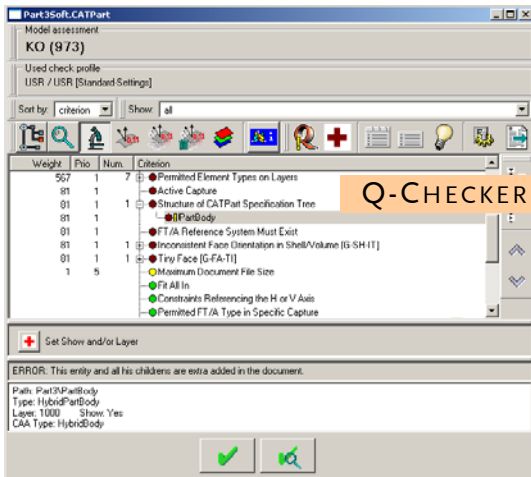 Part3Soft.CATPart
Model assessment
KO (973)
Used check profile
USR / USR [Standard-Settings]
Sort by: criterion Show: all
Weight Prio Num. Criterion
567 1 7 Permitted Element Types on Layers
81 1 Active Capture
81 1 1 Structure of CATPart Specification Tree
81 1 PartBody
81 1 FT/A Reference System Must Exist
81 1 1 Inconsistent Face Orientation in Shell/Volume [G-SH-IT]
81 1 1 Tiny Face [G-FA-TI]
1 5 Maximum Document File Size
Fit All In
Constraints Referencing the H or V Axis
Permitted FT/A Type in Specific Capture
Q-CHECKER
Set Show and/or Layer
ERROR: This entity and all his childrens are extra added in the document.
Path: Part3\PartBody
Type: HybridPartBody
Layer: 1000 Show: Yes
CAA Type: HybridBody